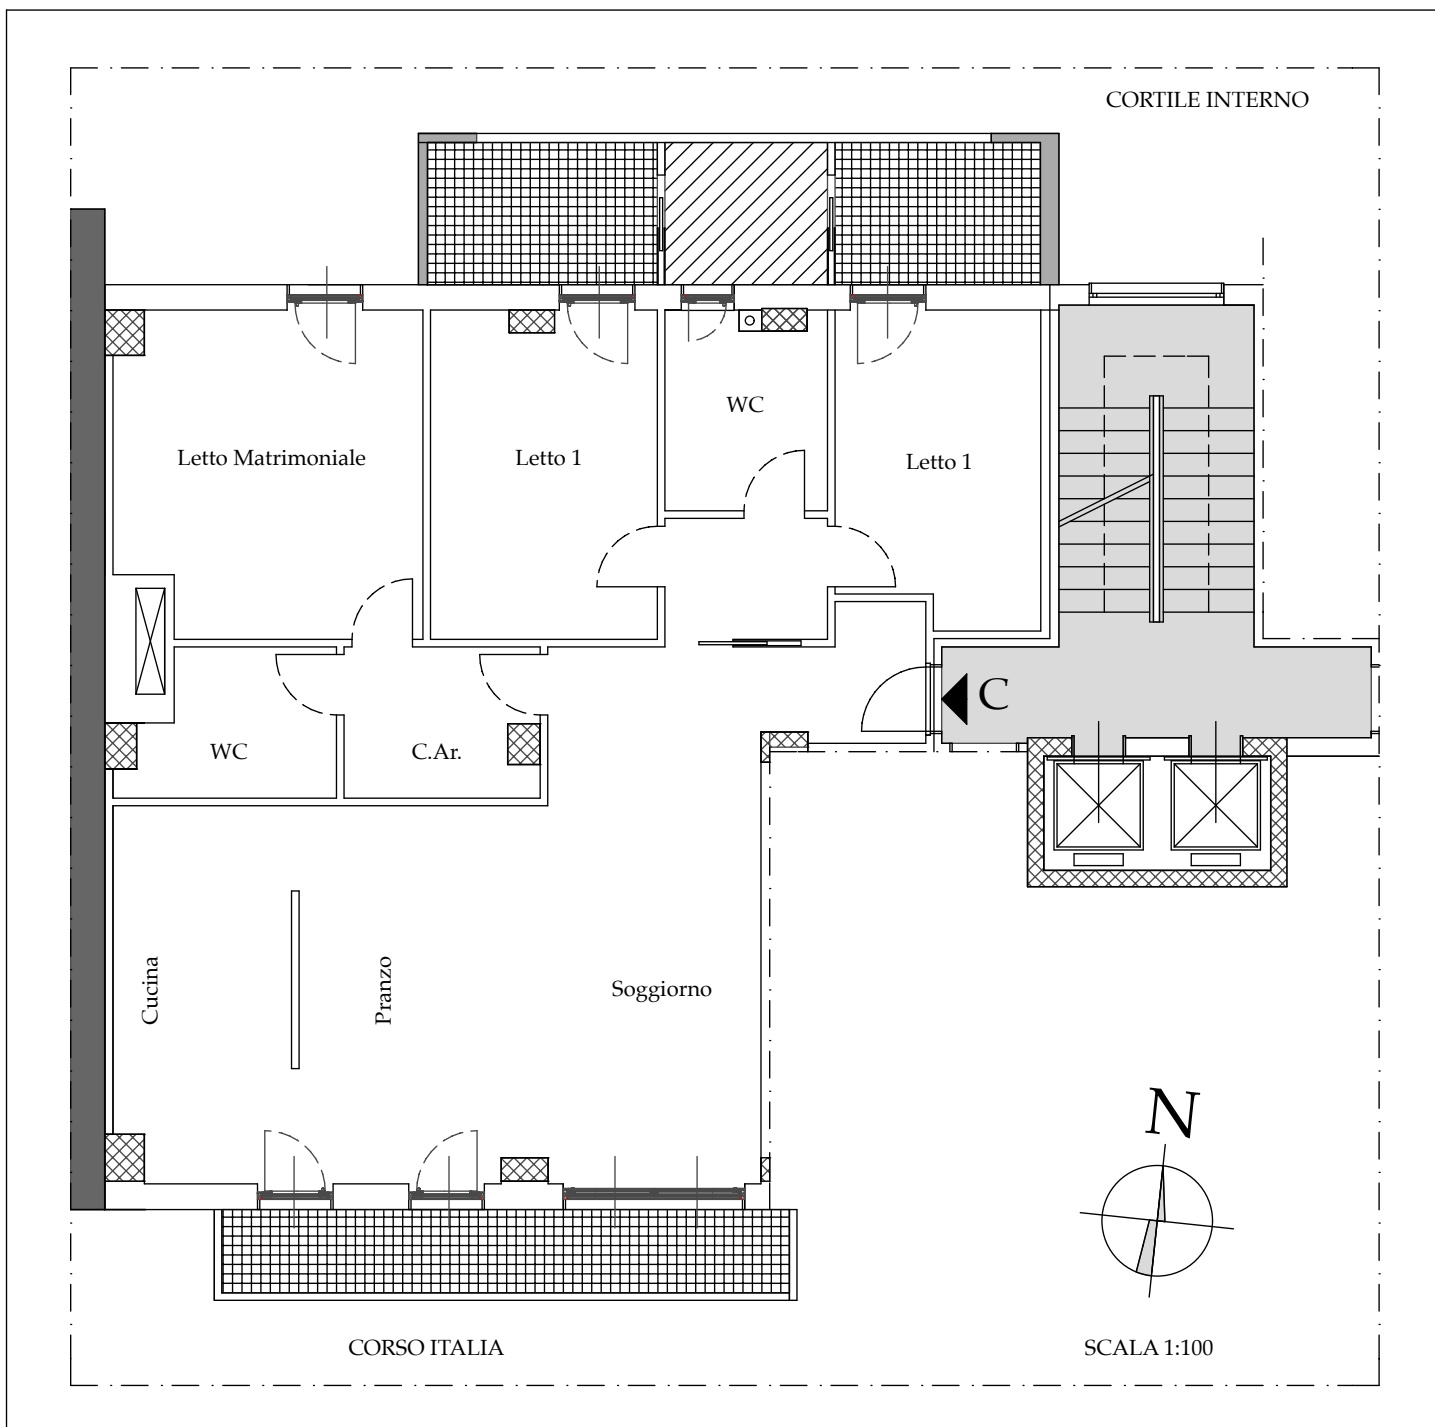 CORTILE INTERNO
WC
Letto Matrimoniale
Letto 1
Letto 1
C
WC
C.Ar.
Cucina
Pranzo
Soggiorno
N
CORSO ITALIA
SCALA 1:100